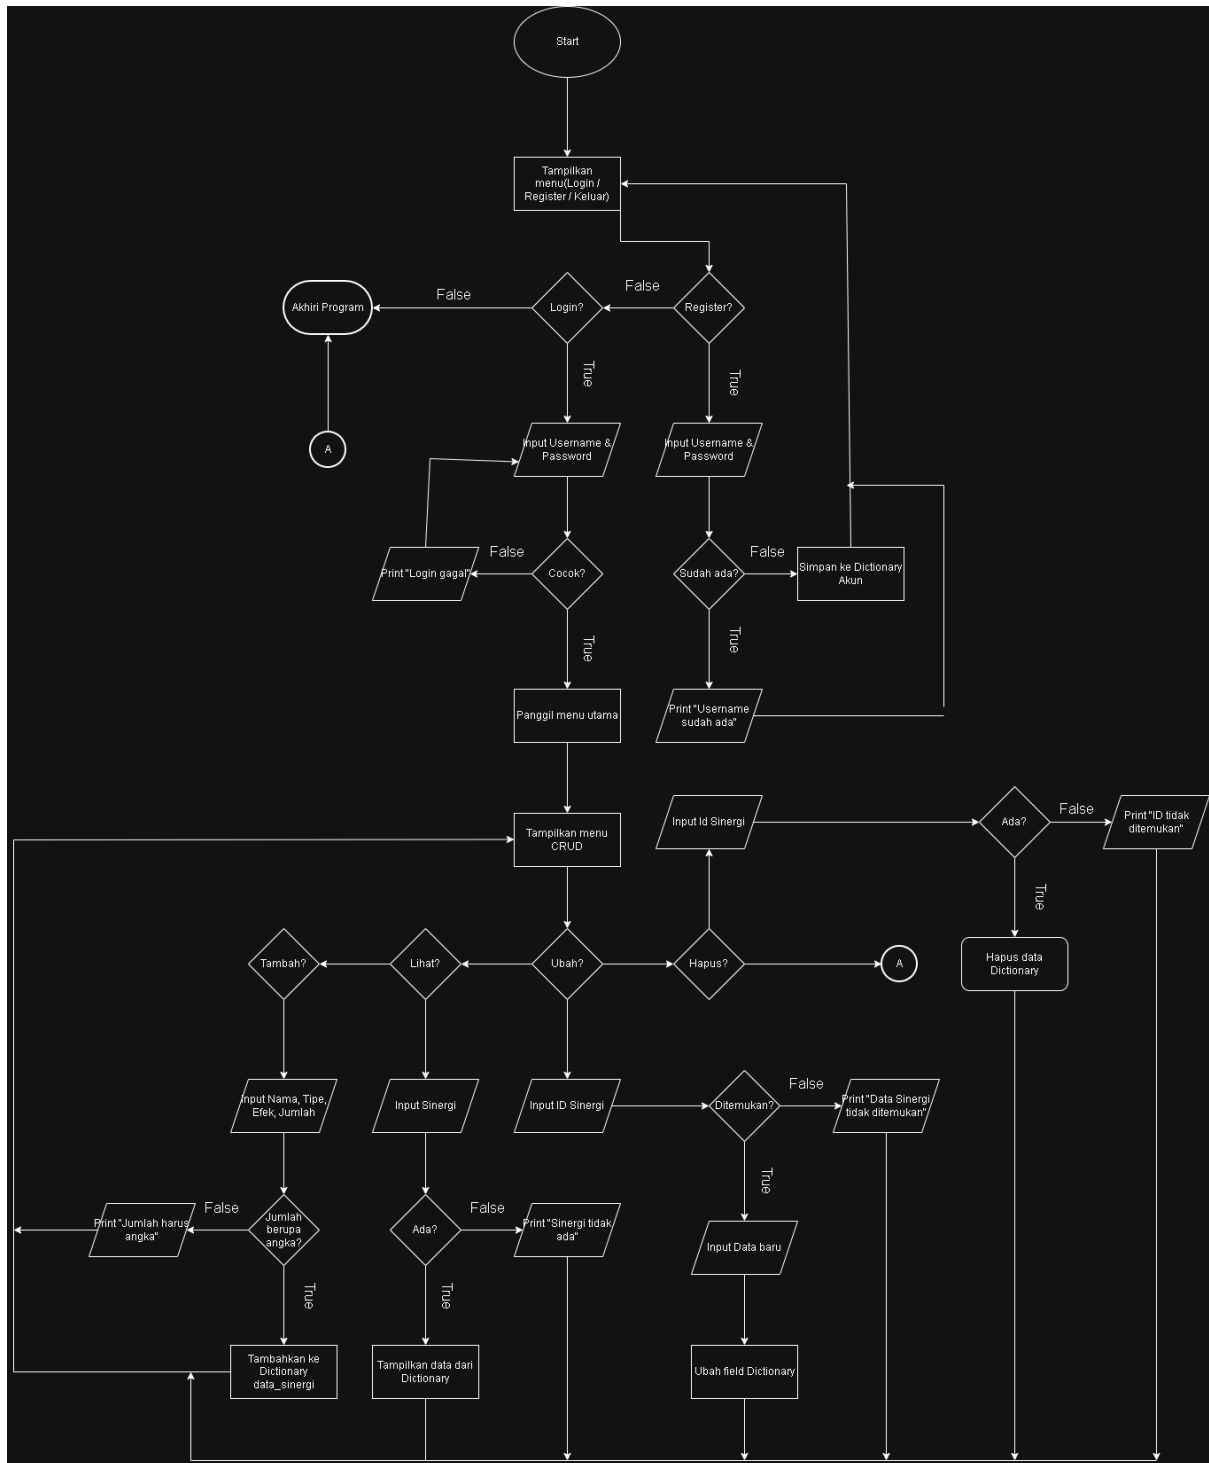 Start
Tampilkan
menu(Login /
Register / Keluar)
Akhiri Program
False
Login?
False
Register?
True
True
A
Input Username &
Password
Input Username &
Password
Print "Login gagal"
False
Cocok?
Sudah ada?
False
Simpan ke Dictionary
Akun
True
True
Panggil menu utama
Print "Username
sudah ada"
Tampilkan menu
CRUD
Input Id Sinergi
Ada?
False
Print "ID tidak
ditemukan"
True
Tambah?
Lihat?
Ubah?
Hapus?
A
Hapus data
Dictionary
Input Nama, Tipe,
Efek, Jumlah
Input Sinergi
Input ID Sinergi
Ditemukan?
False
Print "Data Sinergi
tidak ditemukan"
True
Print "Jumlah harus
angka"
False
Jumlah
berupa
angka?
Ada?
False
Print "Sinergi tidak
ada"
Input Data baru
True
True
Tambahkan ke
Dictionary
data_sinergi
Tampilkan data dari
Dictionary
Ubah field Dictionary